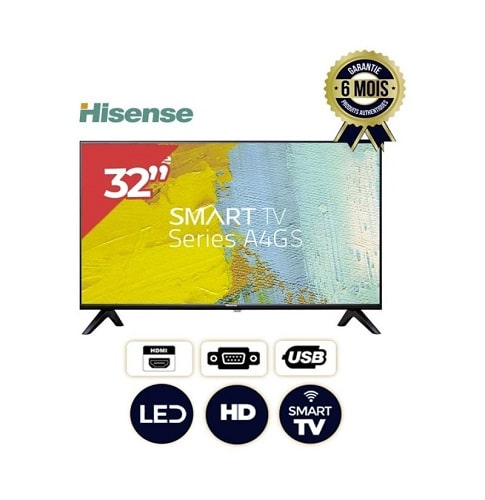 GARANTIE
6 MOIS
PRODUITS AUTHENTIQUES
Hisense
32”
SMART TV
Series A4GS
HDMI
USB
LED
HD
SMART
TV